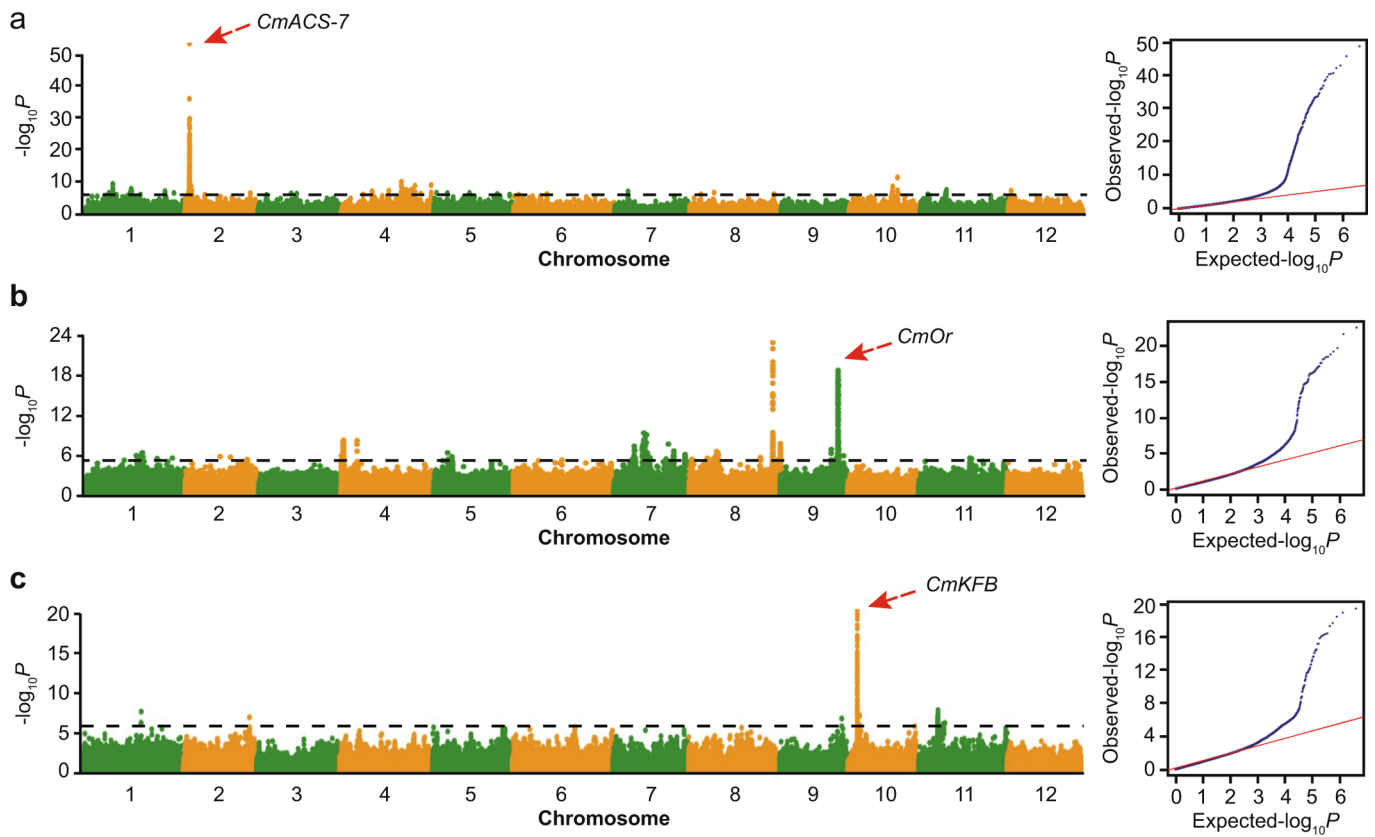 a
CmACS-7
-log10P
50
40
30
20
10
0
1 2 3 4 5 6 7 8 9 10 11 12
Chromosome
Observed-log10P
50
40
30
20
10
0
0 1 2 3 4 5 6
Expected-log10P
b
CmOr
-log10P
24
18
12
6
0
1 2 3 4 5 6 7 8 9 10 11 12
Chromosome
Observed-log10P
20
15
10
5
0
0 1 2 3 4 5 6
Expected-log10P
c
CmKFB
-log10P
20
15
10
5
0
1 2 3 4 5 6 7 8 9 10 11 12
Chromosome
Observed-log10P
20
16
12
8
4
0
0 1 2 3 4 5 6
Expected-log10P